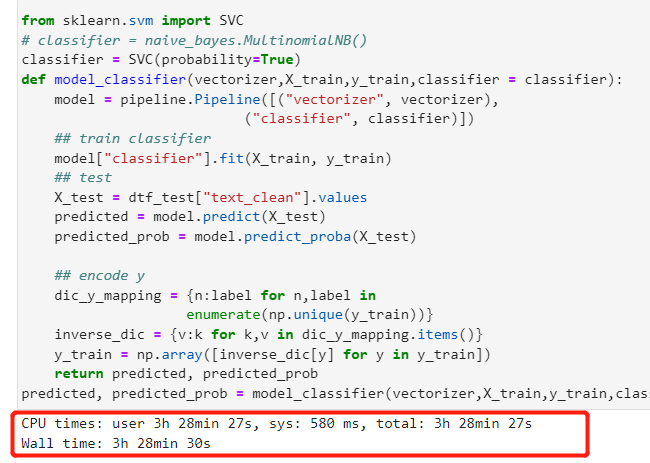 from sklearn.svm import SVC
# classifier = naive_bayes.MultinomialNB()
classifier = SVC(probability=True)
def model_classifier(vectorizer,X_train,y_train,classifier = classifier):
    model = pipeline.Pipeline([("vectorizer", vectorizer),
                               ("classifier", classifier)])
    ## train classifier
    model["classifier"].fit(X_train, y_train)
    ## test
    X_test = dtf_test["text_clean"].values
    predicted = model.predict(X_test)
    predicted_prob = model.predict_proba(X_test)
    ## encode y
    dic_y_mapping = {n:label for n,label in
                     enumerate(np.unique(y_train))}
    inverse_dic = {v:k for k,v in dic_y_mapping.items()}
    y_train = np.array([inverse_dic[y] for y in y_train])
    return predicted, predicted_prob
predicted, predicted_prob = model_classifier(vectorizer,X_train,y_train,clas
CPU times: user 3h 28min 27s, sys: 580 ms, total: 3h 28min 27s
Wall time: 3h 28min 30s